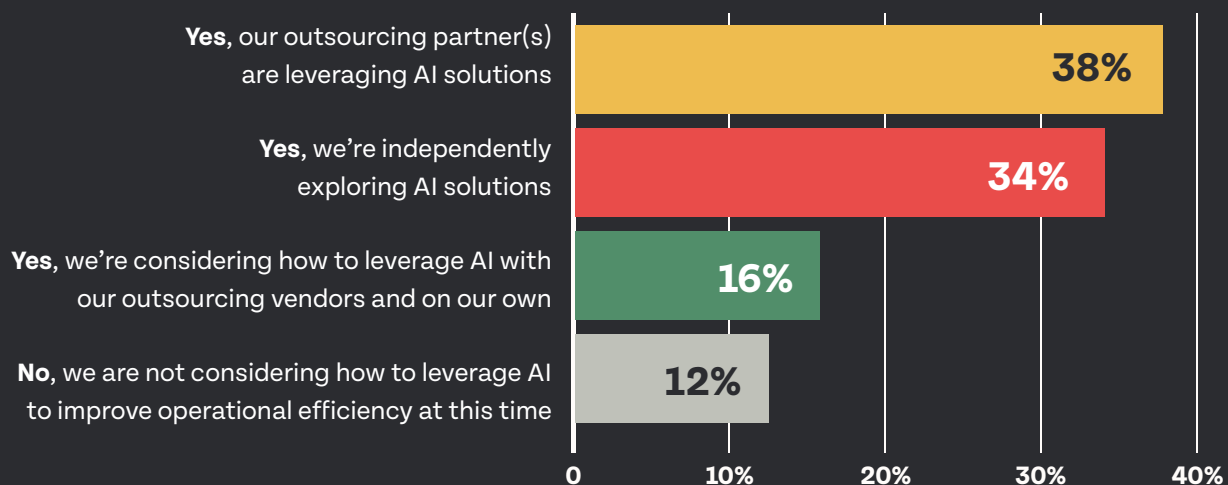 Yes, our outsourcing partner(s)
are leveraging AI solutions
38%
Yes, we’re independently
exploring AI solutions
34%
Yes, we’re considering how to leverage AI with
our outsourcing vendors and on our own
16%
No, we are not considering how to leverage AI
to improve operational efficiency at this time
12%
0 10% 20% 30% 40%